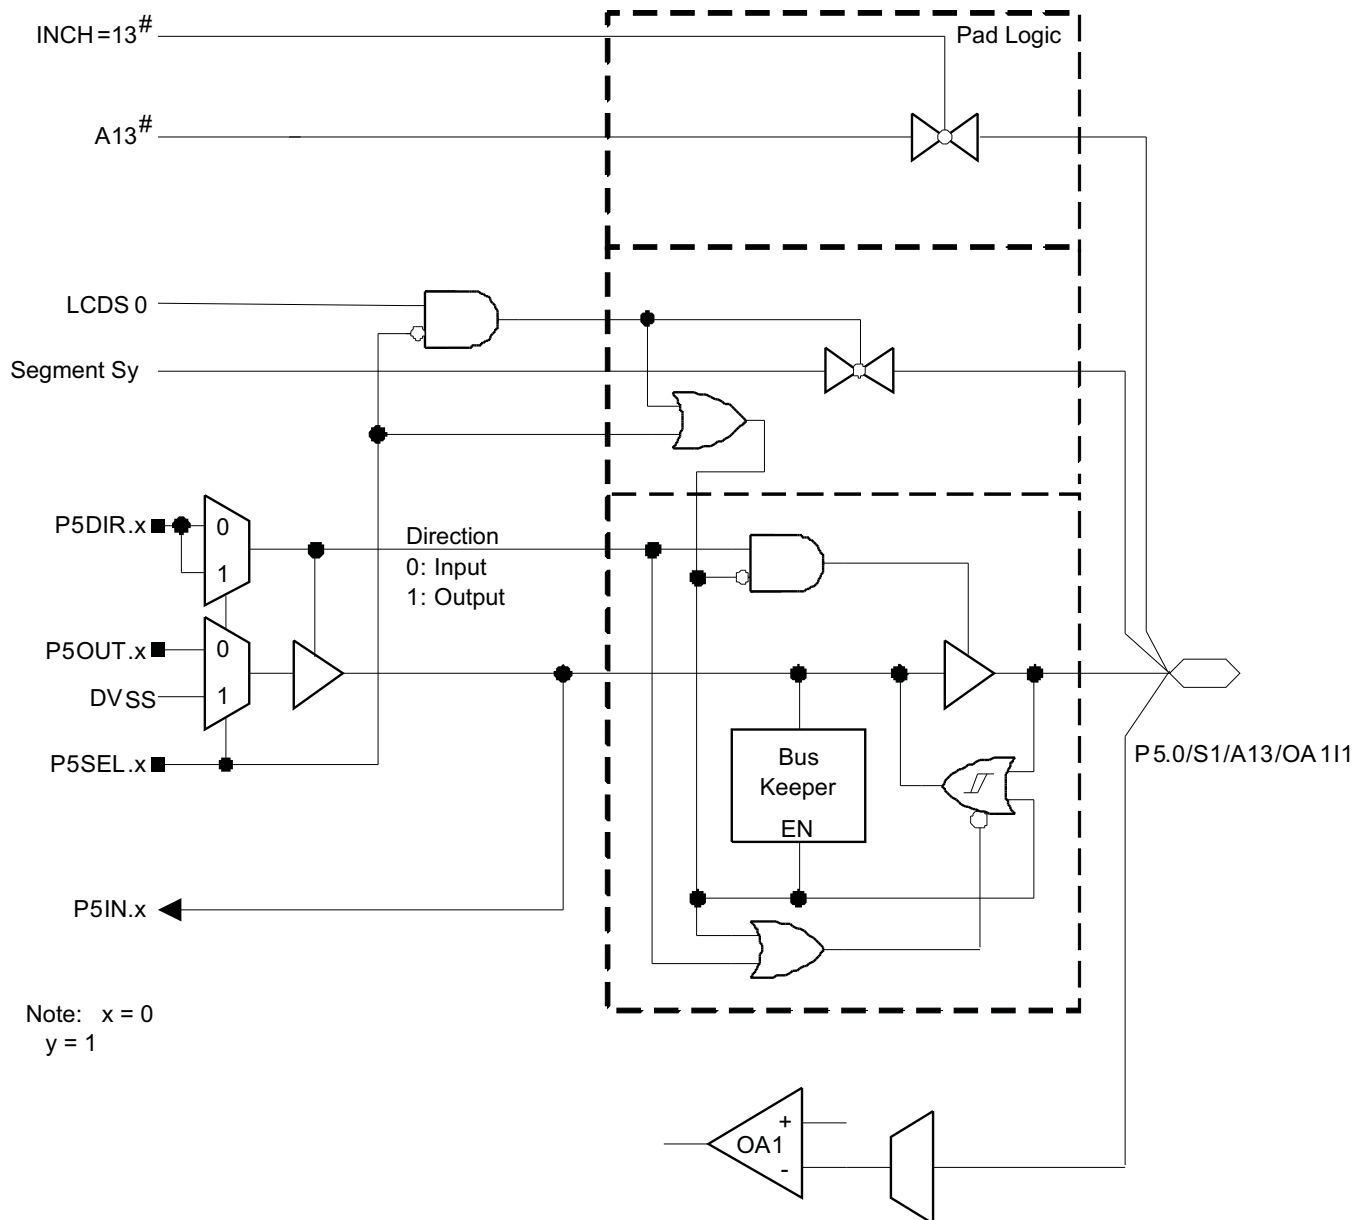 INCH=13#
Pad Logic
A13#
LCDS0
Segment Sy
P5DIR.x
0
1
Direction
0: Input
1: Output
P5OUT.x
0
DVSS
1
P5SEL.x
Bus
Keeper
EN
P5.0/S1/A13/OA1I1
P5IN.x
Note: x = 0
y = 1
+
OA1
-